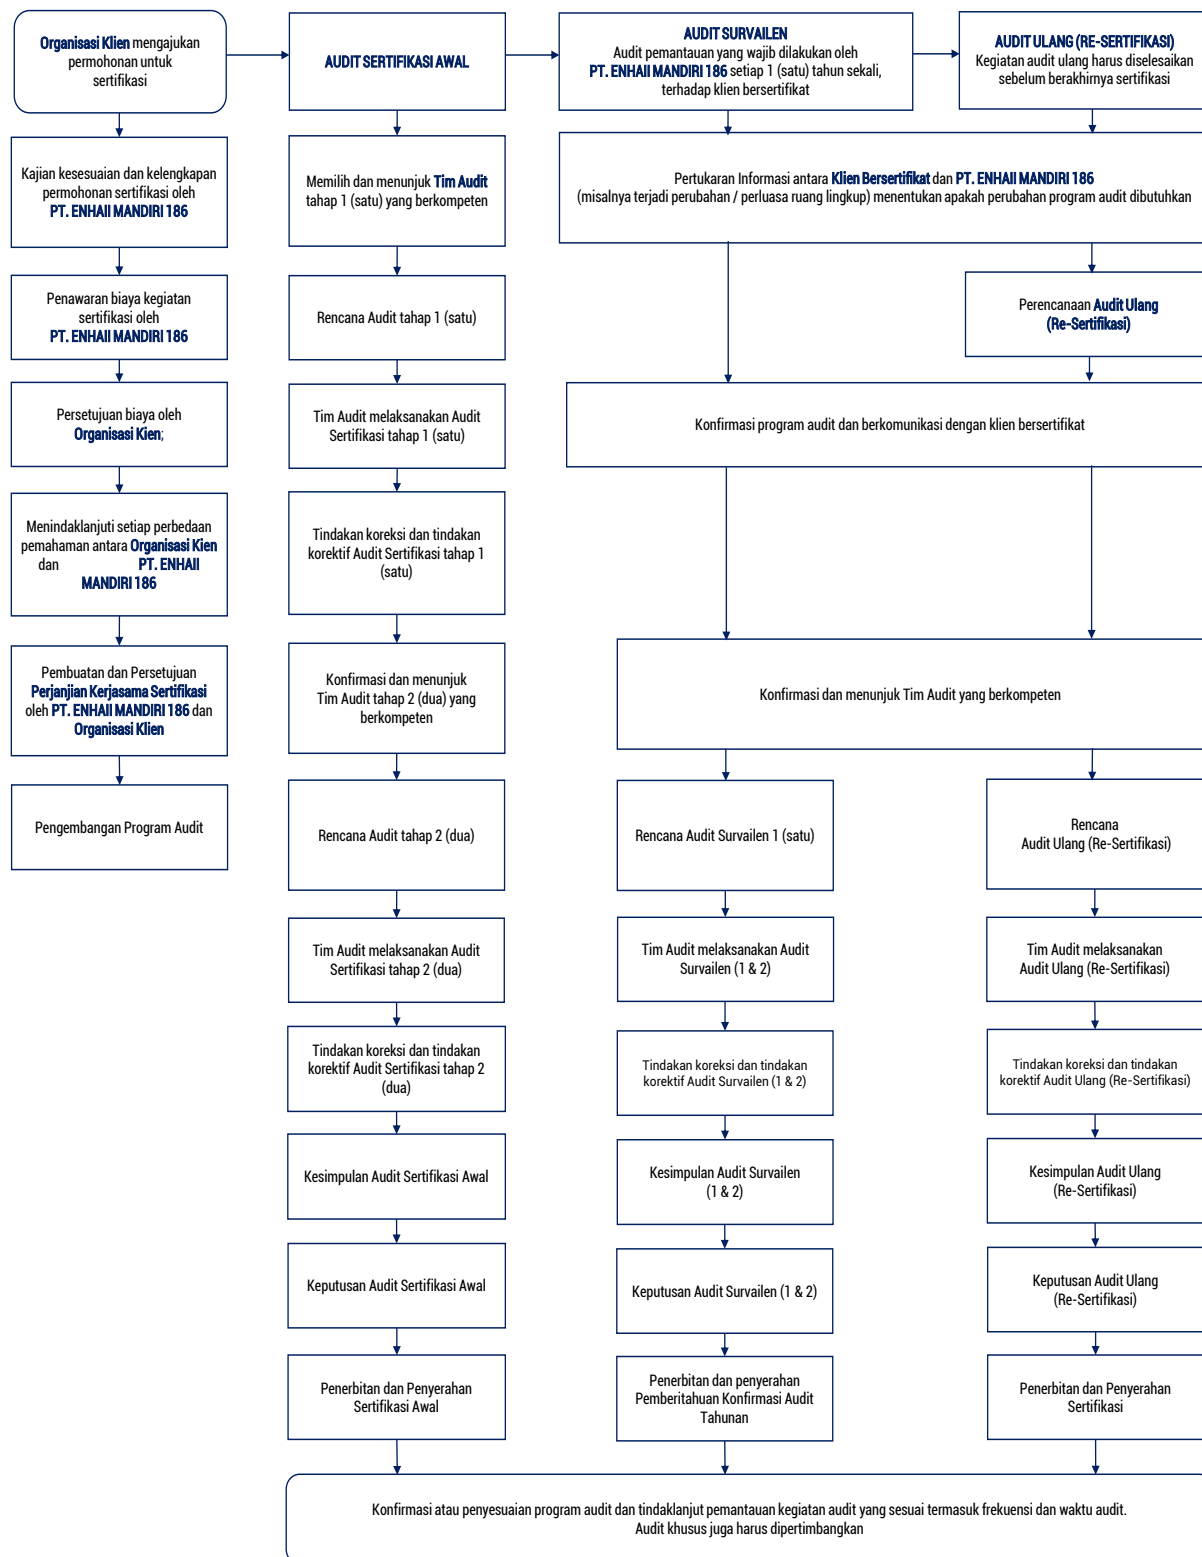 Organisasi Klien mengajukan
permohonan untuk
sertifikasi
Kajian kesesuaian dan kelengkapan
permohonan sertifikasi oleh
PT. ENHAII MANDIRI 186
Penawaran biaya kegiatan
sertifikasi oleh
PT. ENHAII MANDIRI 186
Persetujuan biaya oleh
Organisasi Kien;
Menindaklanjuti setiap perbedaan
pemahaman antara Organisasi Kien
dan PT. ENHAII
MANDIRI 186
Pembuatan dan Persetujuan
Perjanjian Kerjasama Sertifikasi
oleh PT. ENHAII MANDIRI 186 dan
Organisasi Klien
Pengembangan Program Audit
AUDIT SERTIFIKASI AWAL
Memilih dan menunjuk Tim Audit
tahap 1 (satu) yang berkompeten
Rencana Audit tahap 1 (satu)
Tim Audit melaksanakan Audit
Sertifikasi tahap 1 (satu)
Tindakan koreksi dan tindakan
korektif Audit Sertifikasi tahap 1
(satu)
Konfirmasi dan menunjuk
Tim Audit tahap 2 (dua) yang
berkompeten
Rencana Audit tahap 2 (dua)
Tim Audit melaksanakan Audit
Sertifikasi tahap 2 (dua)
Tindakan koreksi dan tindakan
korektif Audit Sertifikasi tahap 2
(dua)
Kesimpulan Audit Sertifikasi Awal
Keputusan Audit Sertifikasi Awal
Penerbitan dan Penyerahan
Sertifikasi Awal
AUDIT SURVAILEN
Audit pemantauan yang wajib dilakukan oleh
PT. ENHAII MANDIRI 186 setiap 1 (satu) tahun sekali,
terhadap klien bersertifikat
AUDIT ULANG (RE-SERTIFIKASI)
Kegiatan audit ulang harus diselesaikan
sebelum berakhirnya sertifikasi
Pertukaran Informasi antara Klien Bersertifikat dan PT. ENHAII MANDIRI 186
(misalnya terjadi perubahan / perluasa ruang lingkup) menentukan apakah perubahan program audit dibutuhkan
Perencanaan Audit Ulang
(Re-Sertifikasi)
Konfirmasi program audit dan berkomunikasi dengan klien bersertifikat
Konfirmasi dan menunjuk Tim Audit yang berkompeten
Rencana Audit Survailen 1 (satu)
Tim Audit melaksanakan Audit
Survailen (1 & 2)
Tindakan koreksi dan tindakan
korektif Audit Survailen (1 & 2)
Kesimpulan Audit Survailen
(1 & 2)
Keputusan Audit Survailen (1 & 2)
Penerbitan dan penyerahan
Pemberitahuan Konfirmasi Audit
Tahunan
Rencana
Audit Ulang (Re-Sertifikasi)
Tim Audit melaksanakan
Audit Ulang (Re-Sertifikasi)
Tindakan koreksi dan tindakan
korektif Audit Ulang (Re-Sertifikasi)
Kesimpulan Audit Ulang
(Re-Sertifikasi)
Keputusan Audit Ulang
(Re-Sertifikasi)
Penerbitan dan Penyerahan
Sertifikasi
Konfirmasi atau penyesuaian program audit dan tindaklanjut pemantauan kegiatan audit yang sesuai termasuk frekuensi dan waktu audit.
Audit khusus juga harus dipertimbangkan